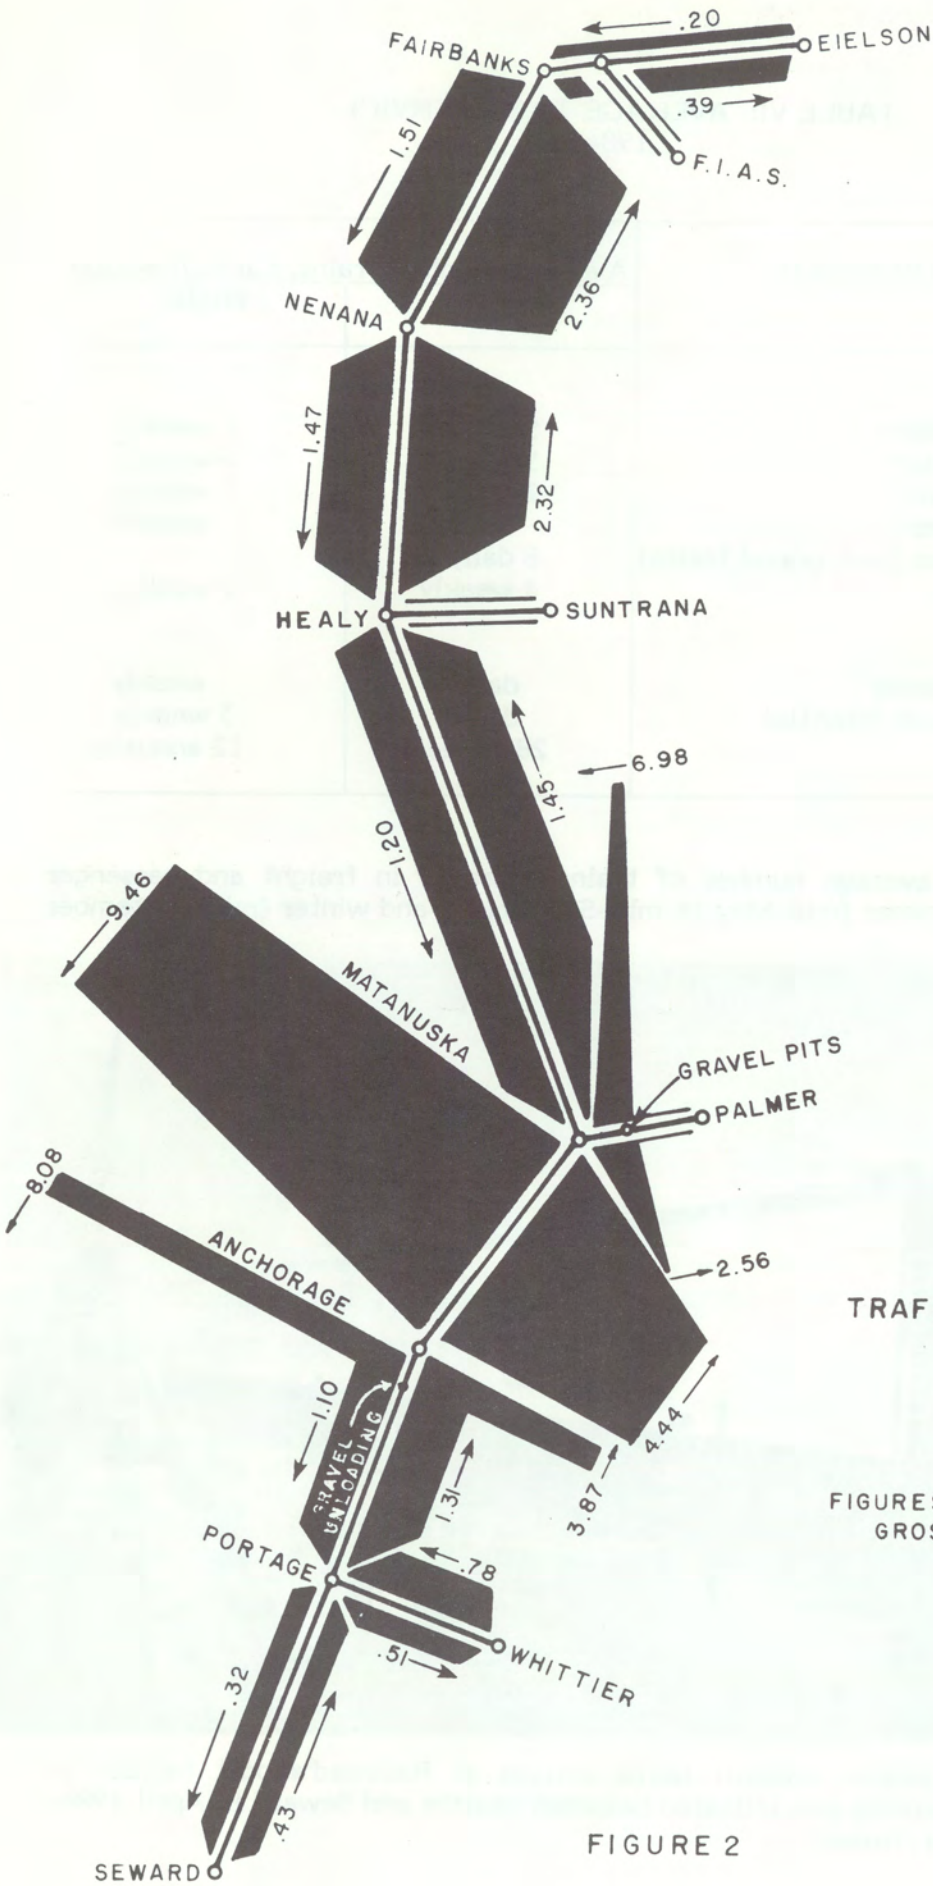 .20
FAIRBANKS
EIELSON
.39
F.I.A.S.
1.51
2.36
NENANA
1.47
2.32
HEALY
SUNTRANA
1.45
6.98
1.20
9.46
MATANUSKA
GRAVEL PITS
PALMER
8.08
ANCHORAGE
2.56
TRAF
1.10
GRAVEL
UNLOADING
4.44
3.87
1.31
FIGURES
GROS
PORTAGE
.78
.51
WHITTIER
.32
.43
FIGURE 2
SEWARD